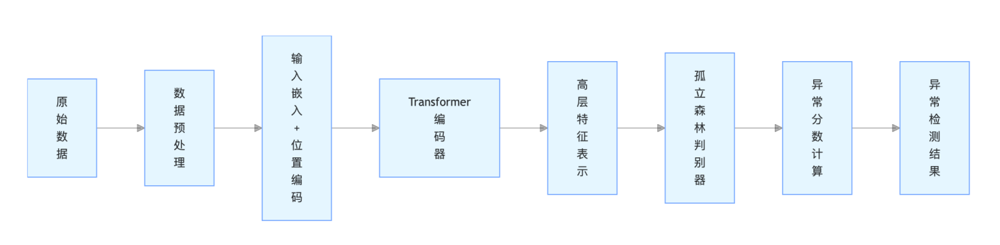 原始数据
数据预处理
输入嵌入+位置编码
Transformer编码器
高层特征表示
孤立森林判别器
异常分数计算
异常检测结果